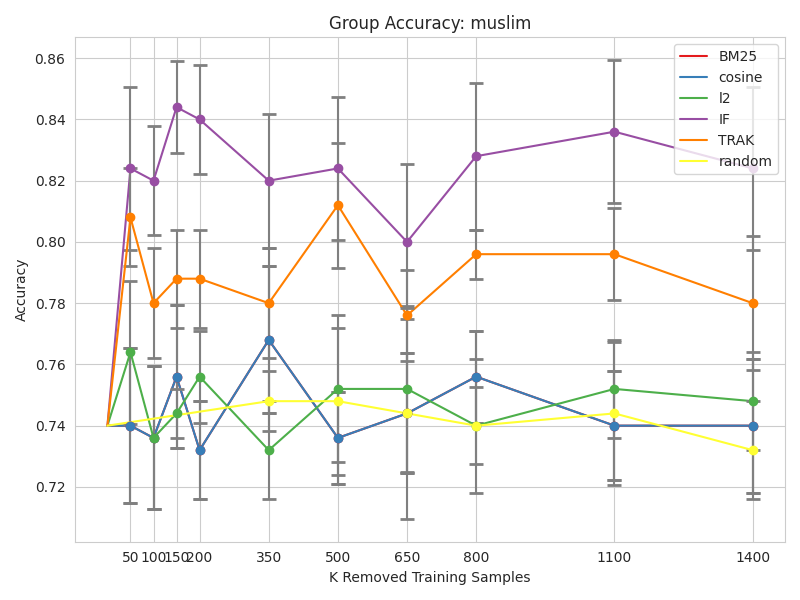 Group Accuracy: muslim
0.86
0.84
0.82
0.80
0.78
0.76
0.74
0.72
Accuracy
BM25
cosine
l2
IF
TRAK
random
50 100 150 200 350 500 650 800 1100 1400
K Removed Training Samples